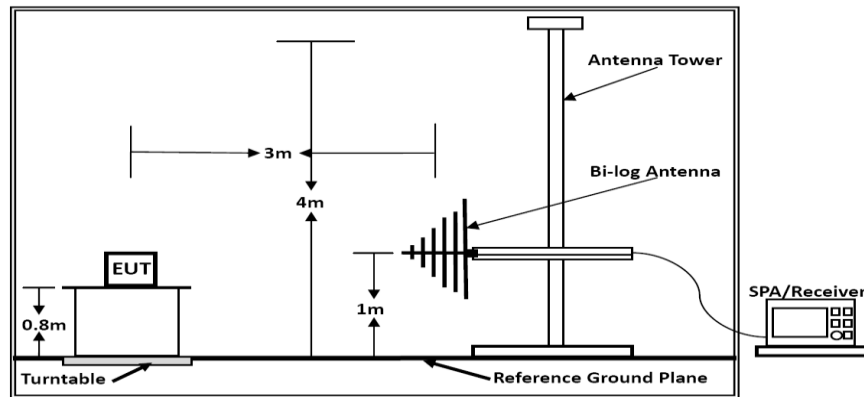 Antenna Tower
3m
Bi-log Antenna
4m
EUT
SPA/Receiver
0.8m
1m
Turntable
Reference Ground Plane